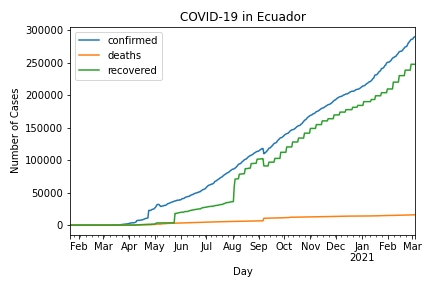 COVID-19 in Ecuador
confirmed
deaths
recovered
300000
250000
200000
150000
100000
50000
0
Number of Cases
Feb Mar Apr May Jun Jul Aug Sep Oct Nov Dec Jan Feb Mar
2021
Day